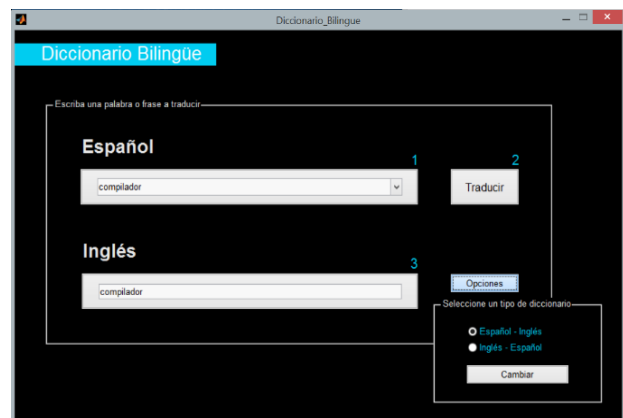 Diccionario_Bilingue
Diccionario Bilingüe
Escriba una palabra o frase a traducir
Español
1
2
compilador
Traducir
Inglés
3
compilador
Opciones
Seleccione un tipo de diccionario
Español - Inglés
Inglés - Español
Cambiar